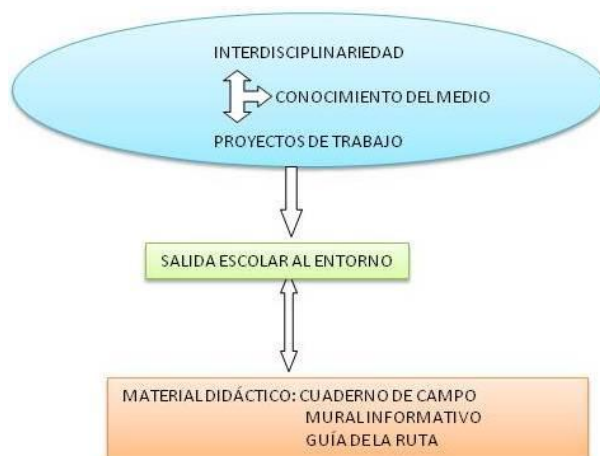 INTERDISCIPLINARIEDAD
CONOCIMIENTO DEL MEDIO
PROYECTOS DE TRABAJO
SALIDA ESCOLAR AL ENTORNO
MATERIAL DIDÁCTICO: CUADERNO DE CAMPO
MURAL INFORMATIVO
GUÍA DE LA RUTA